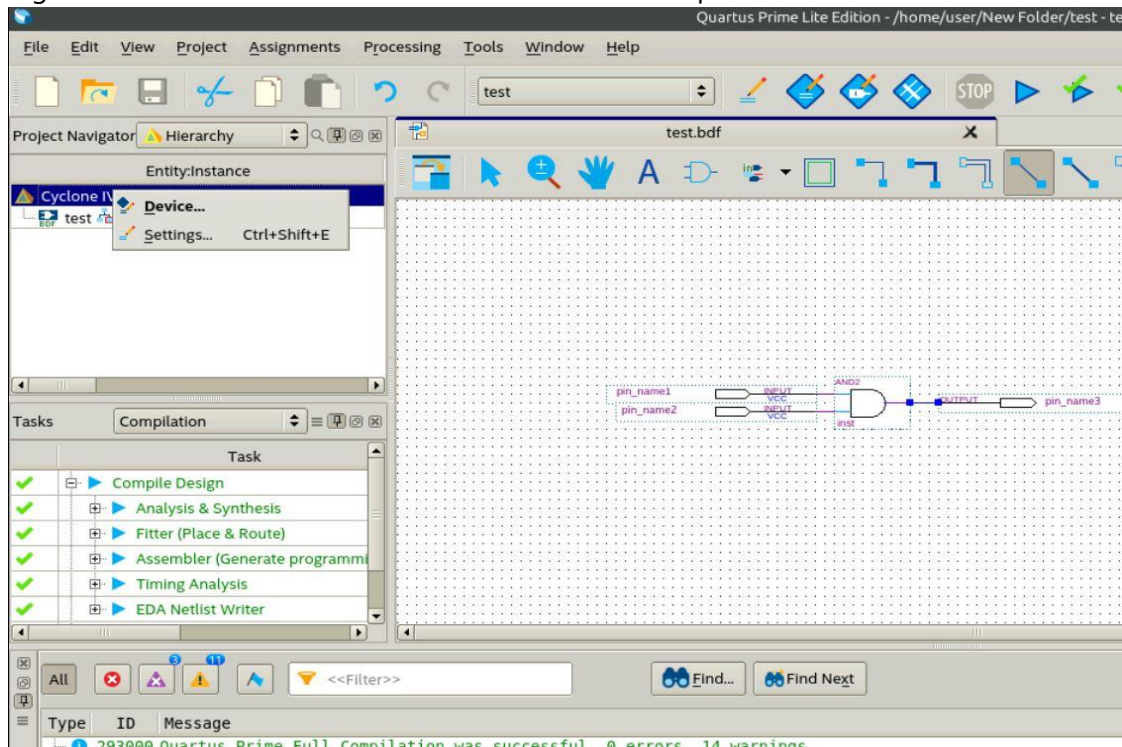 Quartus Prime Lite Edition - /home/user/New Folder/test - te
File Edit View Project Assignments Processing Tools Window Help
test
STOP
Project Navigator Hierarchy
test.bdf
Entity:Instance
Cyclone IV
Device...
test
BDF
Settings... Ctrl+Shift+E
A
in
AND2
pin_name1 INPUT
VCC
pin_name2 INPUT
VCC
OUTPUT pin_name3
inst
Tasks Compilation
Task
Compile Design
Analysis & Synthesis
Fitter (Place & Route)
Assembler (Generate programmi
Timing Analysis
EDA Netlist Writer
3 11
All <<Filter>> Find... Find Next
Type ID Message
293000 Quartus Prime Full Compilation was successful. 0 errors, 14 warnings